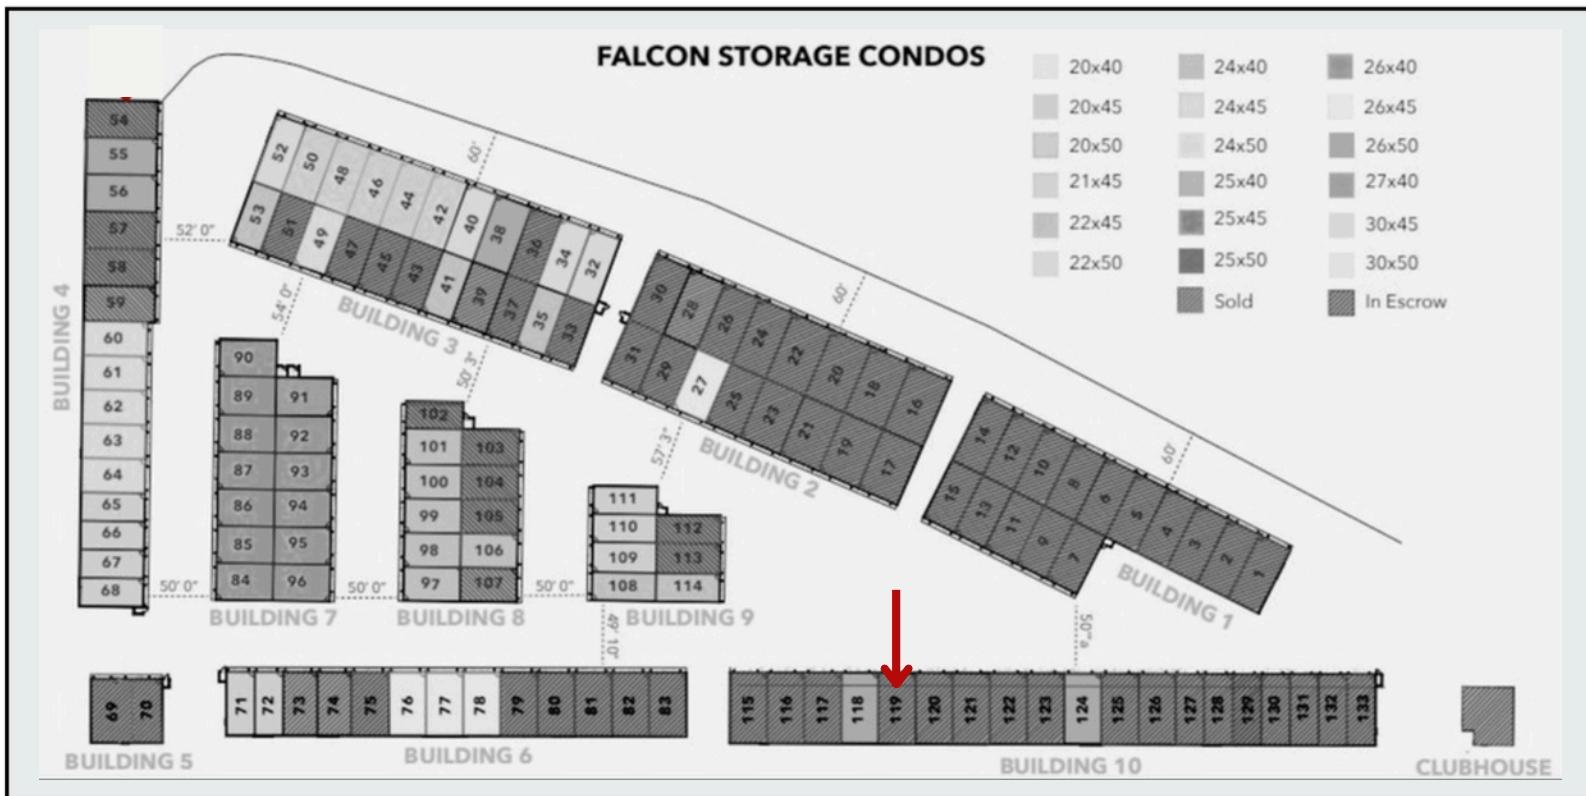 FALCON STORAGE CONDOS
20x40
20x45
20x50
21x45
22x45
22x50
24x40
24x45
24x50
25x40
25x45
25x50
Sold
26x40
26x45
26x50
27x40
30x45
30x50
In Escrow
BUILDING 4
54
55
56
57
58
59
60
61
62
63
64
65
66
67
68
52' 0"
60'
52 50 48 46 44 42 40 38 36 34 32
53 51 49 47 45 43 41 39 37 35 33
BUILDING 3
54' 0"
50' 3"
60'
30 28 26 24 22 20 18 16
31 29 27 25 23 21 19 17
BUILDING 2
57' 3"
60'
14 12 10 8 6 5 4 3 2 1
15 13 11 9 7
BUILDING 1
50'"a
90
89 91
88 92
87 93
86 94
85 95
84 96
50' 0"
BUILDING 7
50' 0"
102
101 103
100 104
99 105
98 106
97 107
BUILDING 8
50' 0"
111
110 112
109 113
108 114
BUILDING 9
49' 10"
69 70
BUILDING 5
71 72 73 74 75 76 77 78 79 80 81 82 83
BUILDING 6
115 116 117 118 119 120 121 122 123 124 125 126 127 128 129 130 131 132 133
BUILDING 10
CLUBHOUSE